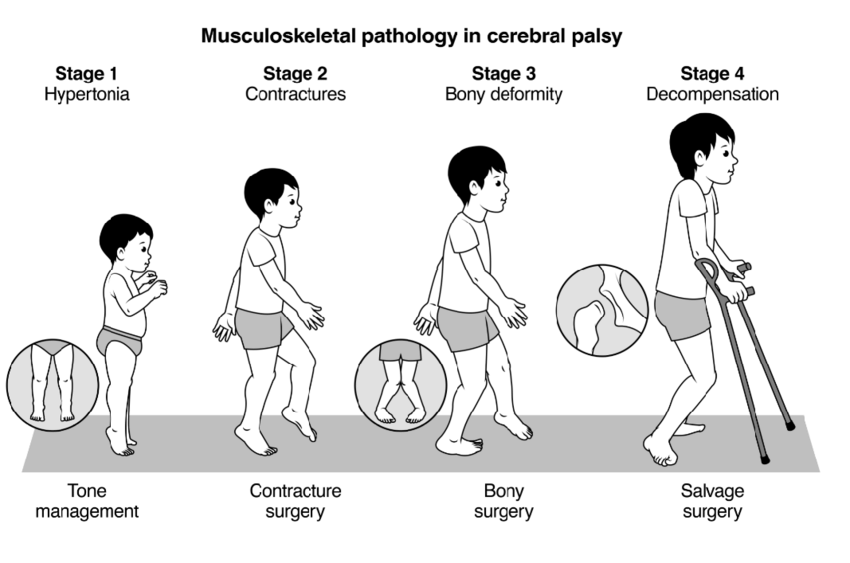 Musculoskeletal pathology in cerebral palsy
Stage 1
Hypertonia
Stage 2
Contractures
Stage 3
Bony deformity
Stage 4
Decompensation
Tone
management
Contracture
surgery
Bony
surgery
Salvage
surgery